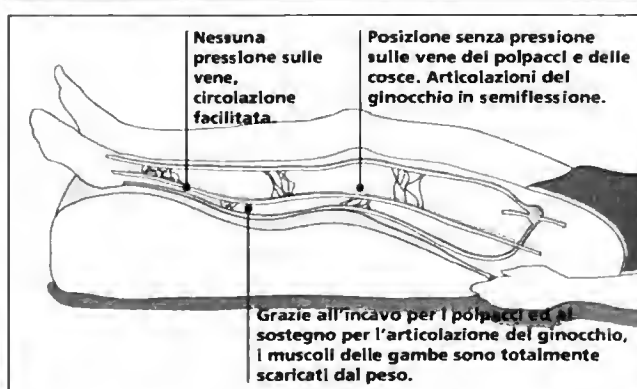 Nessuna
pressione sulle
vene,
circolazione
facilitata.
Posizione senza pressione
sulle vene dei polpacci e delle
cosce. Articolazioni del
ginocchio in semiflessione.
Grazie all'incavo per i polpacci ed al
sostegno per l'articolazione del ginocchio,
i muscoli delle gambe sono totalmente
scaricati dal peso.